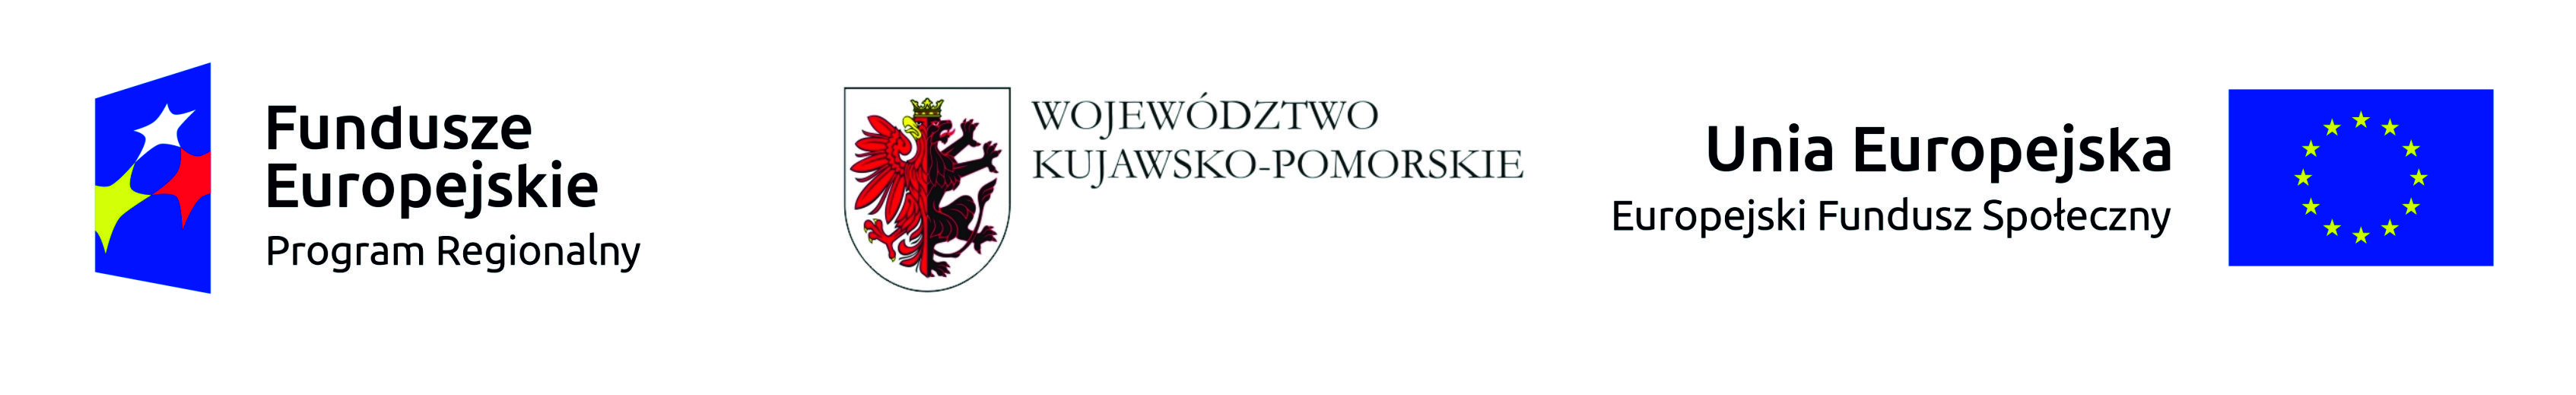 Fundusze
Europejskie
Program Regionalny
WOJEWÓDZTWO
KUJAWSKO-POMORSKIE
Unia Europejska
Europejski Fundusz Społeczny